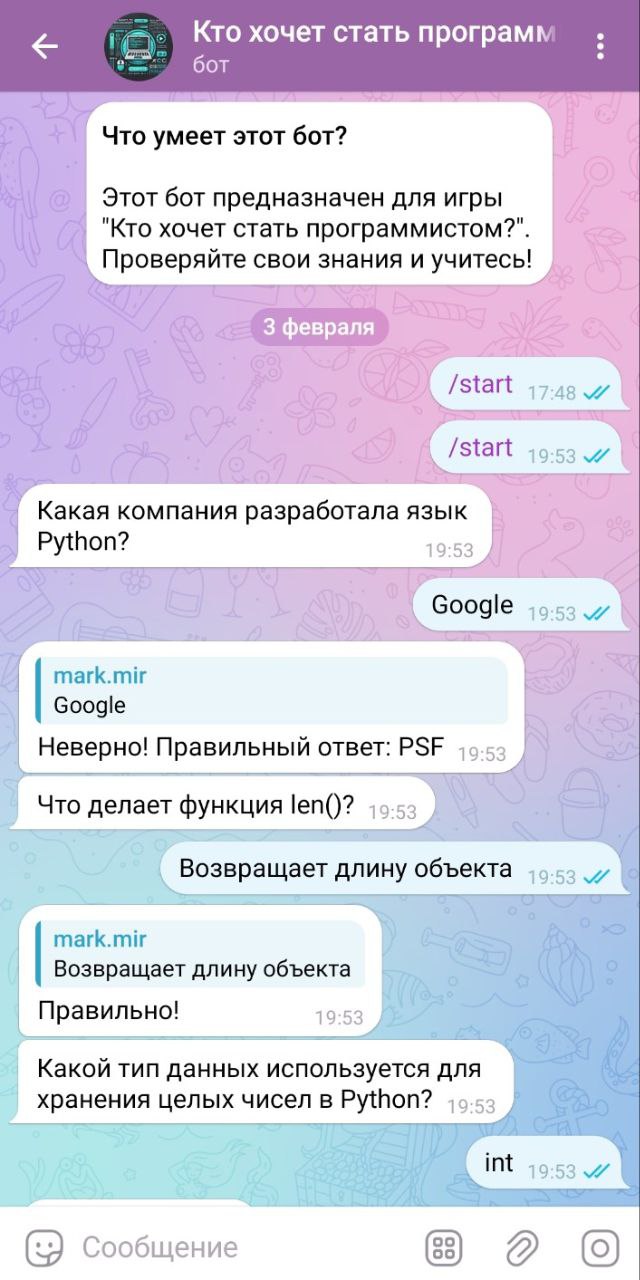 Кто хочет стать программ
бот
Что умеет этот бот?
Этот бот предназначен для игры
"Кто хочет стать программистом?".
Проверяйте свои знания и учитесь!
3 февраля
/start 17:48
/start 19:53
Какая компания разработала язык
Python? 19:53
Google 19:53
mark.mir
Google
Неверно! Правильный ответ: PSF 19:53
Что делает функция len()? 19:53
Возвращает длину объекта 19:53
mark.mir
Возвращает длину объекта
Правильно! 19:53
Какой тип данных используется для
хранения целых чисел в Python? 19:53
int 19:53
Сообщение